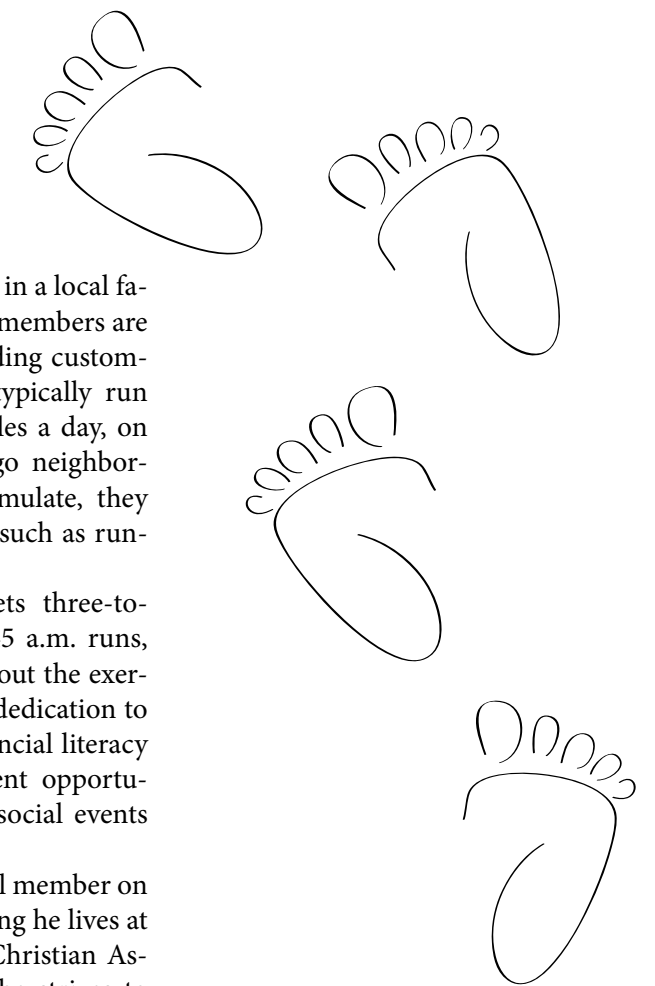 in a local fa-
members are
ding custom-
typically run
les a day, on
go neighbor-
mulate, they
such as run-
ets three-to-
5 a.m. runs,
out the exer-
dedication to
ncial literacy
ent opportu-
social events
l member on
ng he lives at
Christian As-